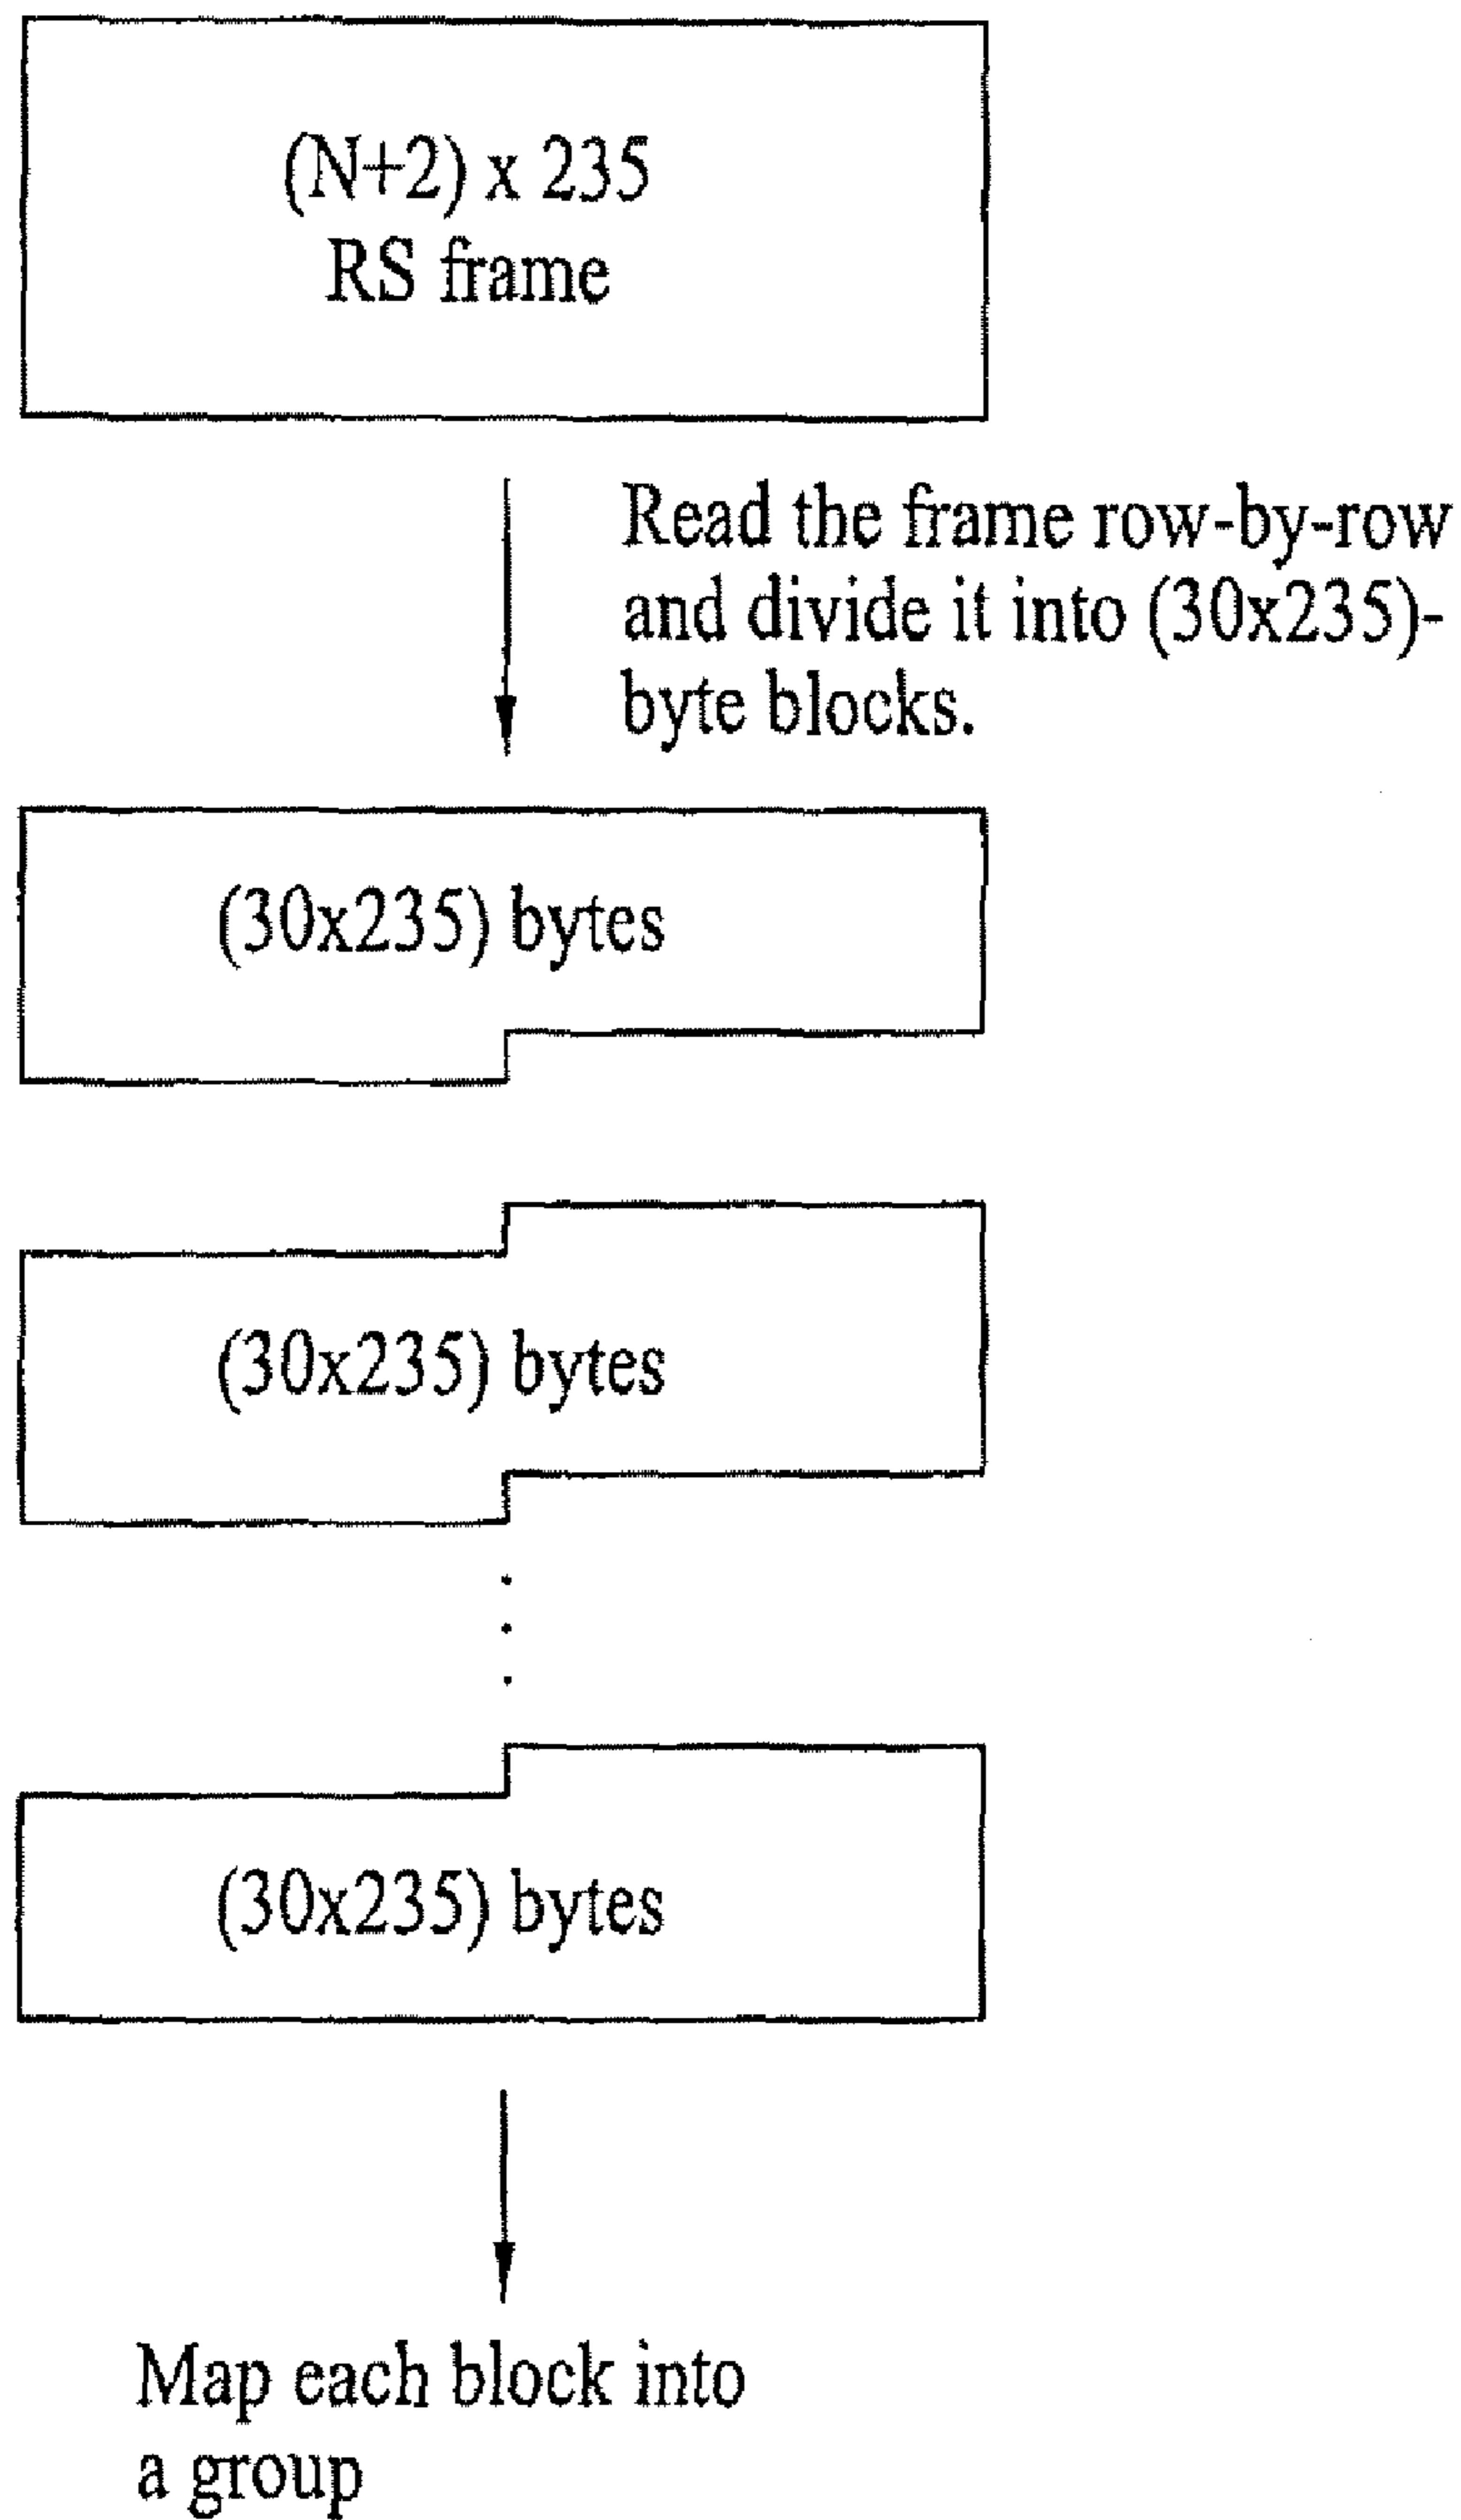 (N+2) x 235
RS frame
Read the frame row-by-row
and divide it into (30x235)-
byte blocks.
(30x235) bytes
(30x235) bytes
(30x235) bytes
Map each block into
a group